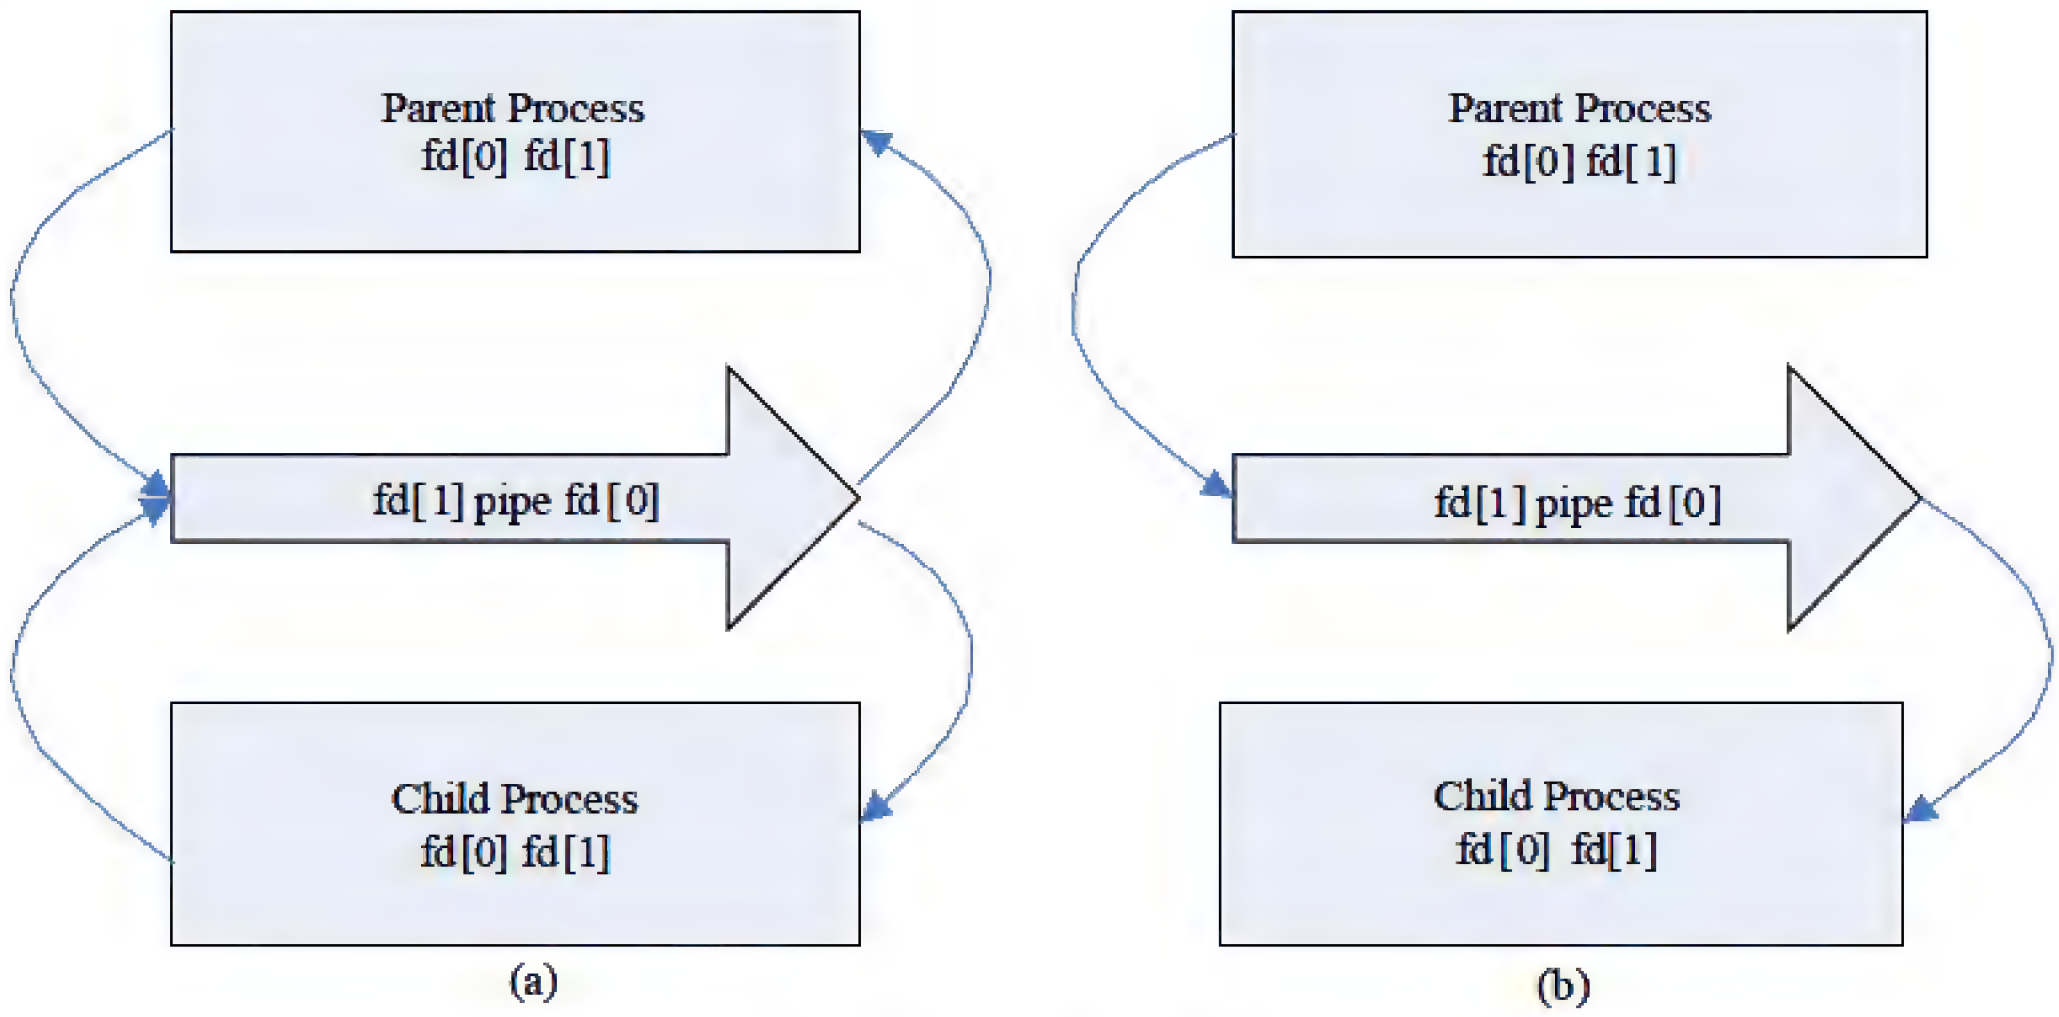 Parent Process
fd[0] fd[1]
fd[1] pipe fd[0]
Child Process
fd[0] fd[1]
(a)
Parent Process
fd[0] fd[1]
fd[1] pipe fd[0]
Child Process
fd[0] fd[1]
(b)